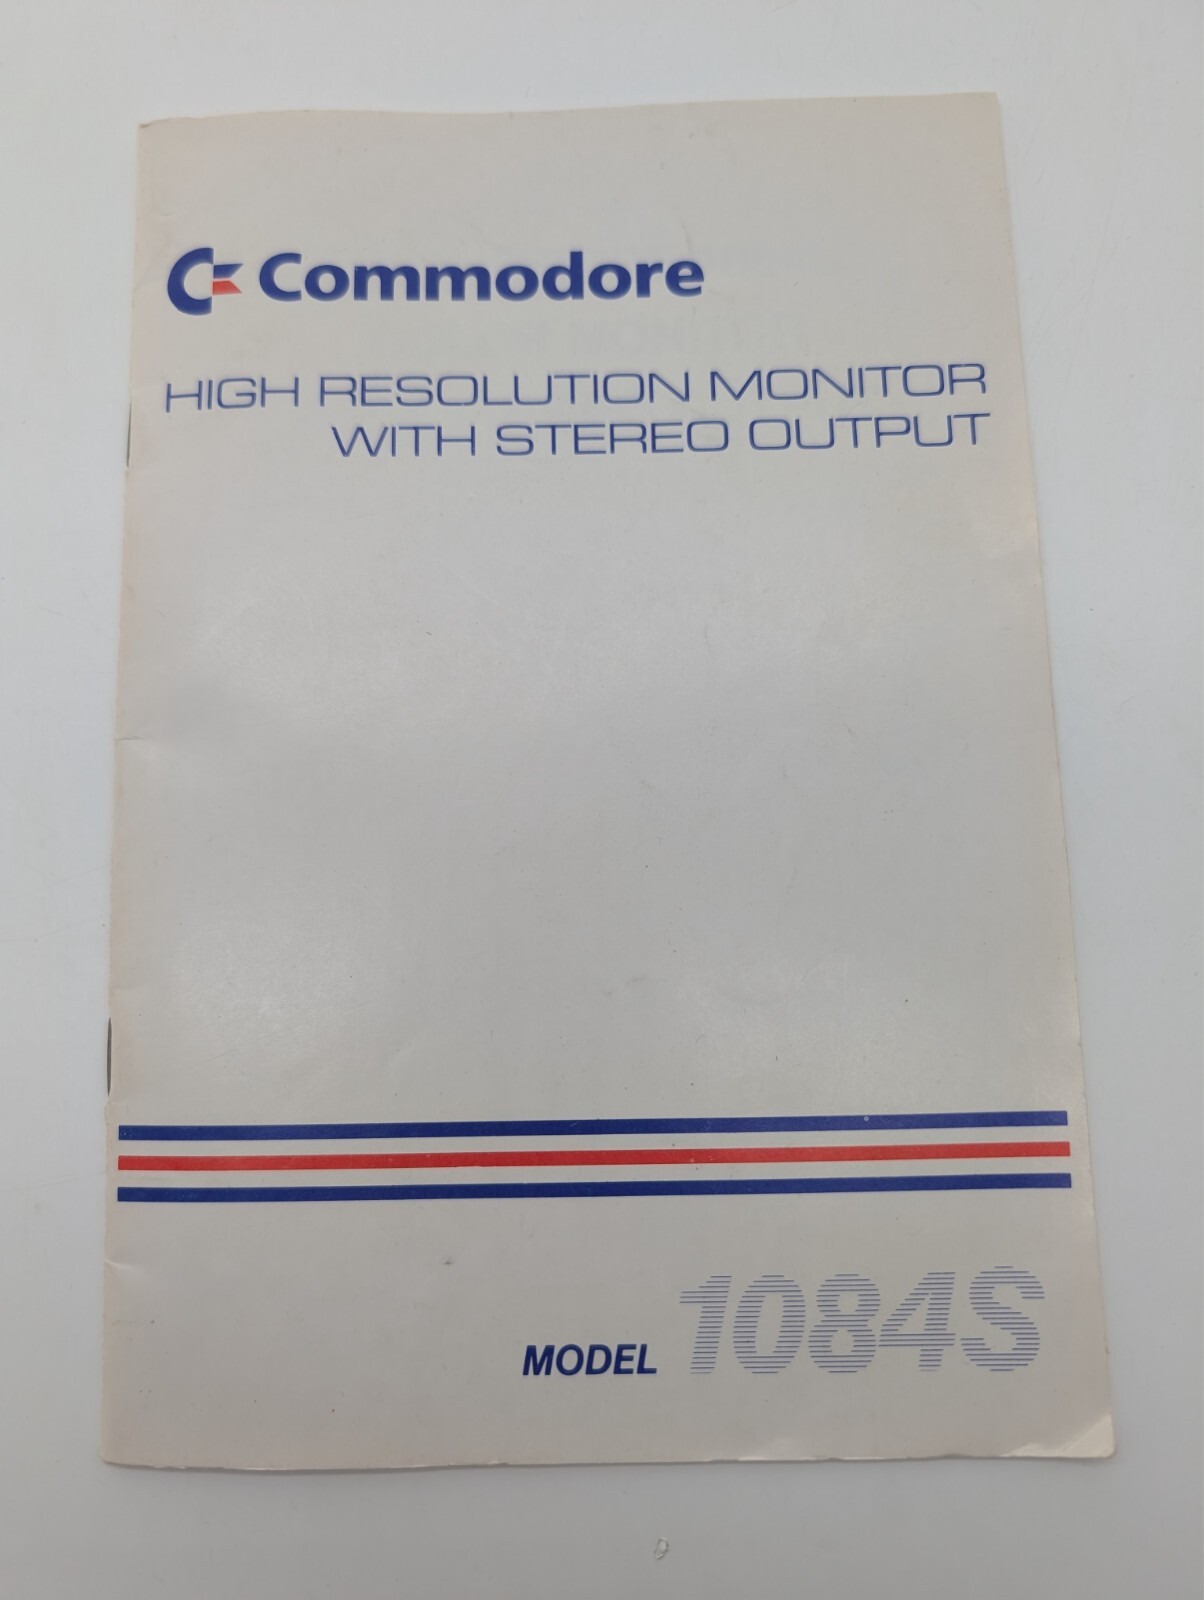 Commodore
HIGH RESOLUTION MONITOR
WITH STEREO OUTPUT
MODEL 1084S